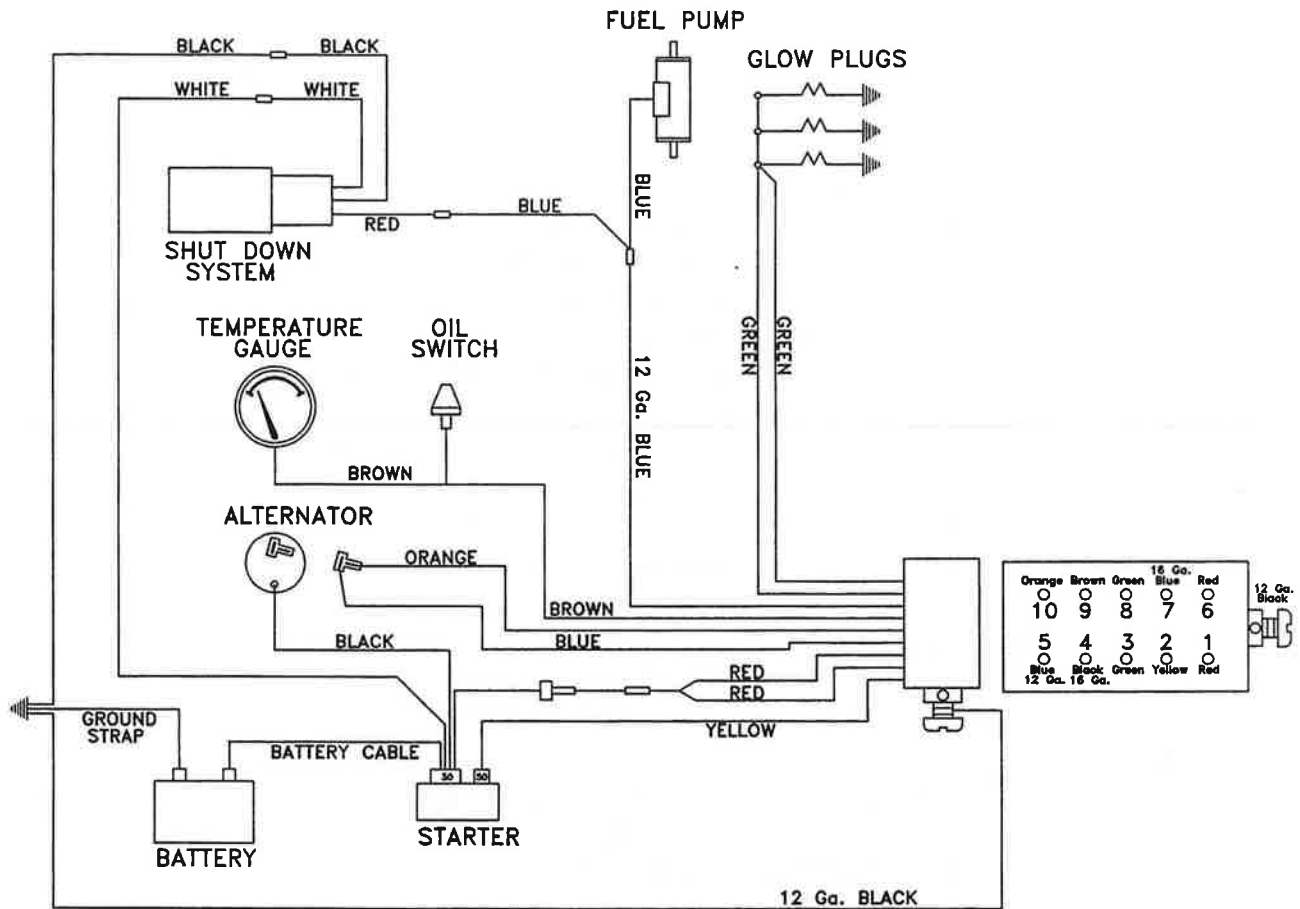 FUEL PUMP
BLACK
BLACK
GLOW PLUGS
WHITE
WHITE
BLUE
BLUE
RED
SHUT DOWN
SYSTEM
TEMPERATURE
GAUGE
OIL
SWITCH
GREEN
GREEN
12 Ga. BLUE
BROWN
ALTERNATOR
ORANGE
BROWN
BLACK
BLUE
RED
RED
YELLOW
16 Ga.
Orange Brown Green Blue Red
10 9 8 7 6
12 Ga.
Black
5 4 3 2 1
Blue Black Green Yellow Red
12 Ga. 16 Ga.
GROUND
STRAP
BATTERY CABLE
30
50
STARTER
BATTERY
12 Ga. BLACK